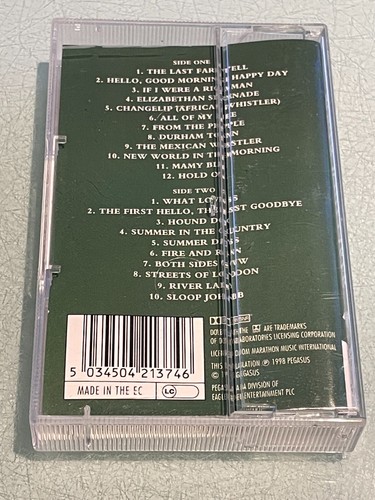 SIDE ONE
1. THE LAST FAREWELL
2. HELLO, GOOD MORNING HAPPY DAY
3. IF I WERE A RICH MAN
4. ELIZABETHAN SERENADE
5. CHANGELIP (AFRICAN WHISTLER)
6. ALL OF MY LIFE
7. FROM THE PEOPLE
8. DURHAM TOWN
9. THE MEXICAN WHISTLER
10. NEW WORLD IN THE MORNING
11. MAMY BLUE
12. HOLD ON
SIDE TWO
1. WHAT LOVE IS
2. THE FIRST HELLO, THE LAST GOODBYE
3. HOUND DOG
4. SUMMER IN THE COUNTRY
5. SUMMER DAYS
6. FIRE AND RAIN
7. BOTH SIDES NOW
8. STREETS OF LONDON
9. RIVER LADY
10. SLOOP JOHN B
5 034504 213746
MADE IN THE EC
LC
DOLBY THE ARE TRADEMARKS
OF DOLBY LABORATORIES LICENSING CORPORATION
LICENSED FROM MARATHON MUSIC INTERNATIONAL
THIS COMPILATION ℗ 1998 PEGASUS
© PEGASUS
PEGASUS IS A DIVISION OF
EAGLE ENTERTAINMENT PLC